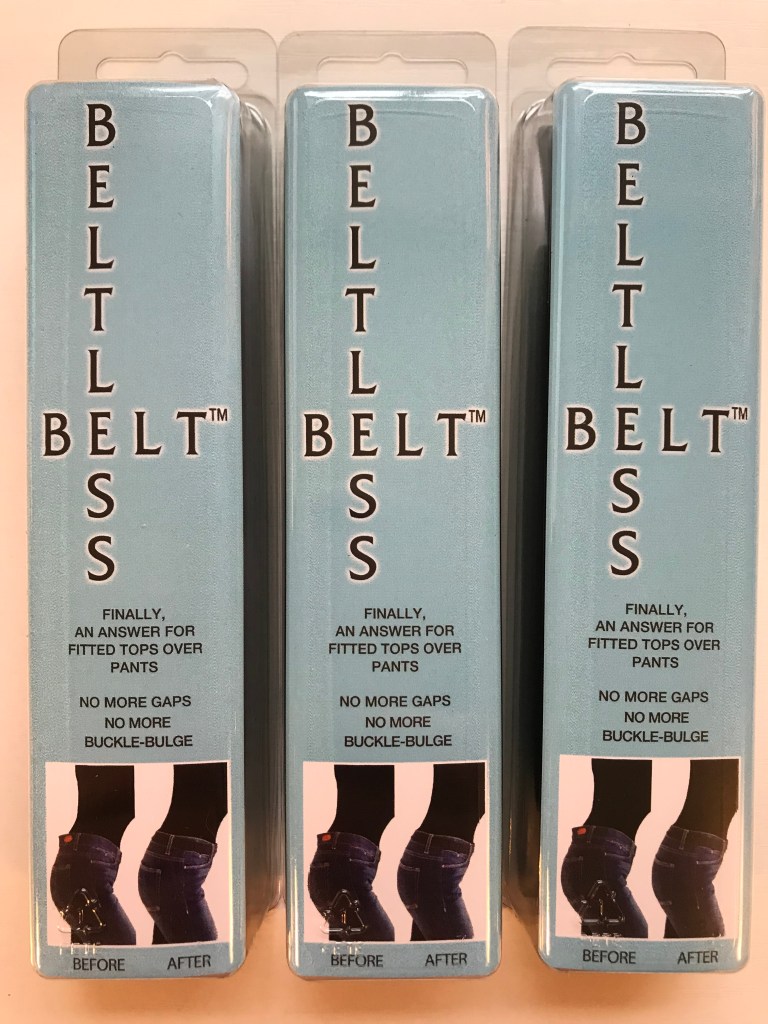 BELTLESS
BELT™
FINALLY,
AN ANSWER FOR
FITTED TOPS OVER
PANTS
NO MORE GAPS
NO MORE
BUCKLE-BULGE
BEFORE AFTER
BELTLESS
BELT™
FINALLY,
AN ANSWER FOR
FITTED TOPS OVER
PANTS
NO MORE GAPS
NO MORE
BUCKLE-BULGE
BEFORE AFTER
BELTLESS
BELT™
FINALLY,
AN ANSWER FOR
FITTED TOPS OVER
PANTS
NO MORE GAPS
NO MORE
BUCKLE-BULGE
BEFORE AFTER